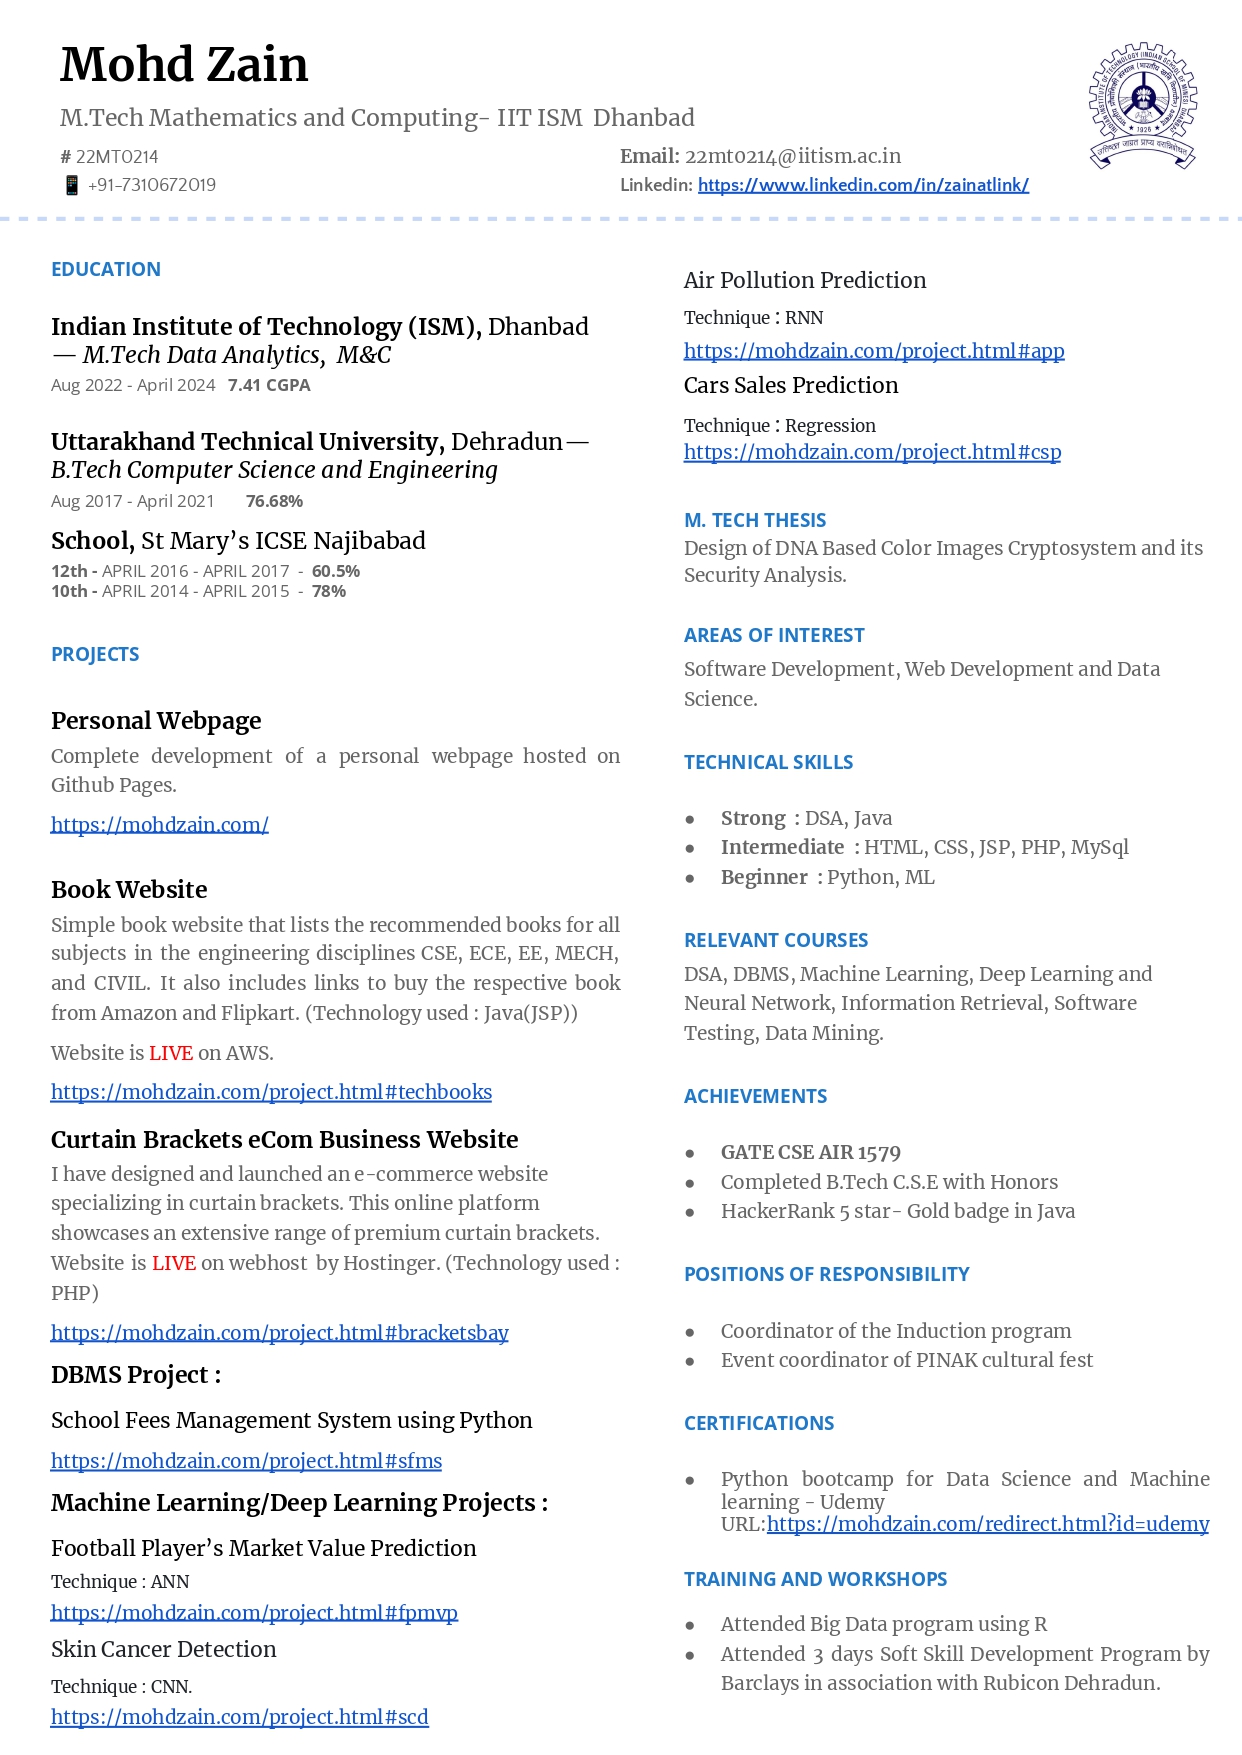 Mohd Zain
M.Tech Mathematics and Computing- IIT ISM Dhanbad
# 22MT0214
+91-7310672019
Email: 22mt0214@iitism.ac.in
Linkedin: https://www.linkedin.com/in/zainatlink/
1926
EDUCATION
Indian Institute of Technology (ISM), Dhanbad
— M.Tech Data Analytics, M&C
Aug 2022 - April 2024 7.41 CGPA
Uttarakhand Technical University, Dehradun—
B.Tech Computer Science and Engineering
Aug 2017 - April 2021 76.68%
School, St Mary’s ICSE Najibabad
12th - APRIL 2016 - APRIL 2017 - 60.5%
10th - APRIL 2014 - APRIL 2015 - 78%
PROJECTS
Personal Webpage
Complete development of a personal webpage hosted on
Github Pages.
https://mohdzain.com/
Book Website
Simple book website that lists the recommended books for all
subjects in the engineering disciplines CSE, ECE, EE, MECH,
and CIVIL. It also includes links to buy the respective book
from Amazon and Flipkart. (Technology used : Java(JSP))
Website is LIVE on AWS.
https://mohdzain.com/project.html#techbooks
Curtain Brackets eCom Business Website
I have designed and launched an e-commerce website
specializing in curtain brackets. This online platform
showcases an extensive range of premium curtain brackets.
Website is LIVE on webhost by Hostinger. (Technology used :
PHP)
https://mohdzain.com/project.html#bracketsbay
DBMS Project :
School Fees Management System using Python
https://mohdzain.com/project.html#sfms
Machine Learning/Deep Learning Projects :
Football Player’s Market Value Prediction
Technique : ANN
https://mohdzain.com/project.html#fpmvp
Skin Cancer Detection
Technique : CNN.
https://mohdzain.com/project.html#scd
Air Pollution Prediction
Technique : RNN
https://mohdzain.com/project.html#app
Cars Sales Prediction
Technique : Regression
https://mohdzain.com/project.html#csp
M. TECH THESIS
Design of DNA Based Color Images Cryptosystem and its
Security Analysis.
AREAS OF INTEREST
Software Development, Web Development and Data
Science.
TECHNICAL SKILLS
● Strong : DSA, Java
● Intermediate : HTML, CSS, JSP, PHP, MySql
● Beginner : Python, ML
RELEVANT COURSES
DSA, DBMS, Machine Learning, Deep Learning and
Neural Network, Information Retrieval, Software
Testing, Data Mining.
ACHIEVEMENTS
● GATE CSE AIR 1579
● Completed B.Tech C.S.E with Honors
● HackerRank 5 star- Gold badge in Java
POSITIONS OF RESPONSIBILITY
● Coordinator of the Induction program
● Event coordinator of PINAK cultural fest
CERTIFICATIONS
● Python bootcamp for Data Science and Machine
learning - Udemy
URL:https://mohdzain.com/redirect.html?id=udemy
TRAINING AND WORKSHOPS
● Attended Big Data program using R
● Attended 3 days Soft Skill Development Program by
Barclays in association with Rubicon Dehradun.